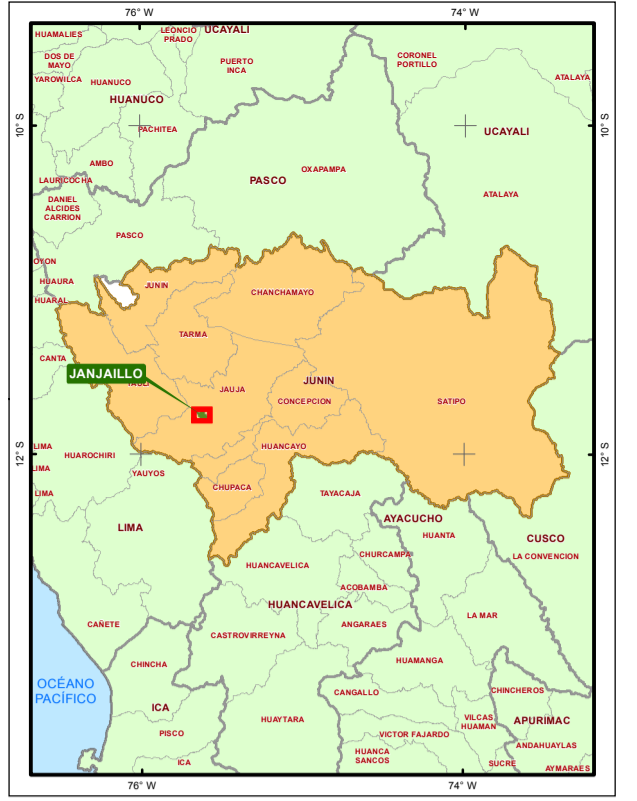 76° W
74° W
HUAMALIES
LEONCIO
PRADO
UCAYALI
DOS DE
MAYO
PUERTO
INCA
CORONEL
PORTILLO
YAROWILCA
HUANUCO
ATALAYA
HUANUCO
10° S
10° S
PACHITEA
UCAYALI
AMBO
LAURICOCHA
PASCO
OXAPAMPA
ATALAYA
DANIEL
ALCIDES
CARRION
PASCO
OYON
HUAURA
JUNIN
HUARAL
CHANCHAMAYO
TARMA
CANTA
JANJAILLO
JUNIN
JAUJA
CONCEPCION
SATIPO
LIMA
HUAROCHIRI
HUANCAYO
12° S
12° S
LIMA
YAUYOS
LIMA
CHUPACA
TAYACAJA
LIMA
AYACUCHO
HUANTA
CUSCO
LA CONVENCION
CHURCAMPA
HUANCAVELICA
ACOBAMBA
HUANCAVELICA
LA MAR
CAÑETE
CASTROVIRREYNA
ANGARAES
CHINCHA
HUAMANGA
OCÉANO
PACÍFICO
CANGALLO
CHINCHEROS
ICA
HUAYTARA
VILCAS
HUAMAN
APURIMAC
PISCO
VICTOR FAJARDO
ANDAHUAYLAS
HUANCA
SANCOS
ICA
SUCRE
AYMARAES
76° W
74° W